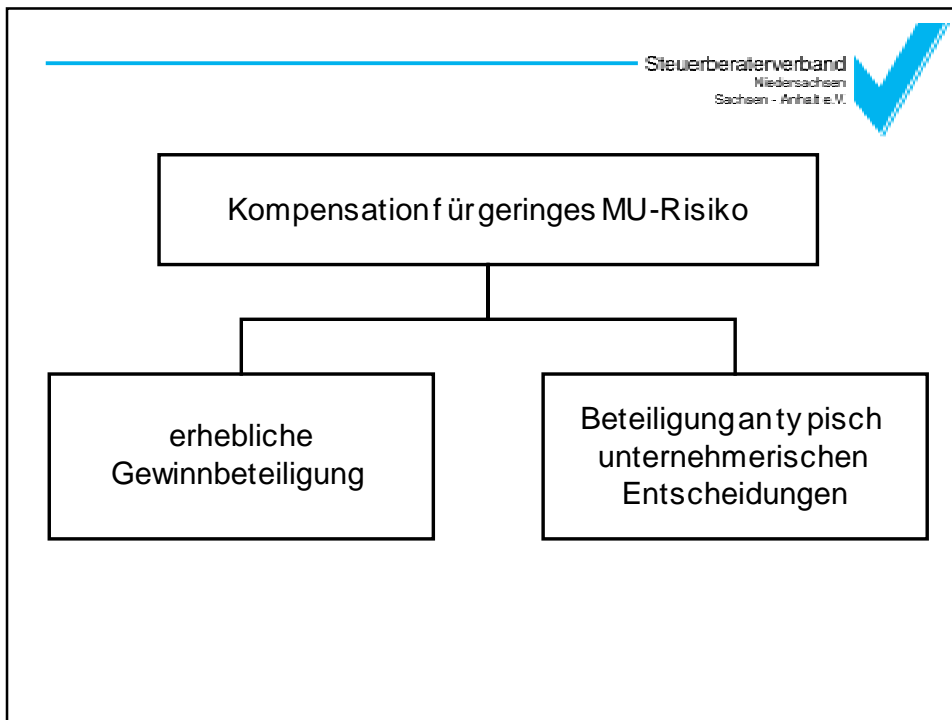 Steuerberaterverband
Niedersachsen
Sachsen - Anhalt e.V.
Kompensation für geringes MU-Risiko
erhebliche
Gewinnbeteiligung
Beteiligung an typisch
unternehmerischen
Entscheidungen